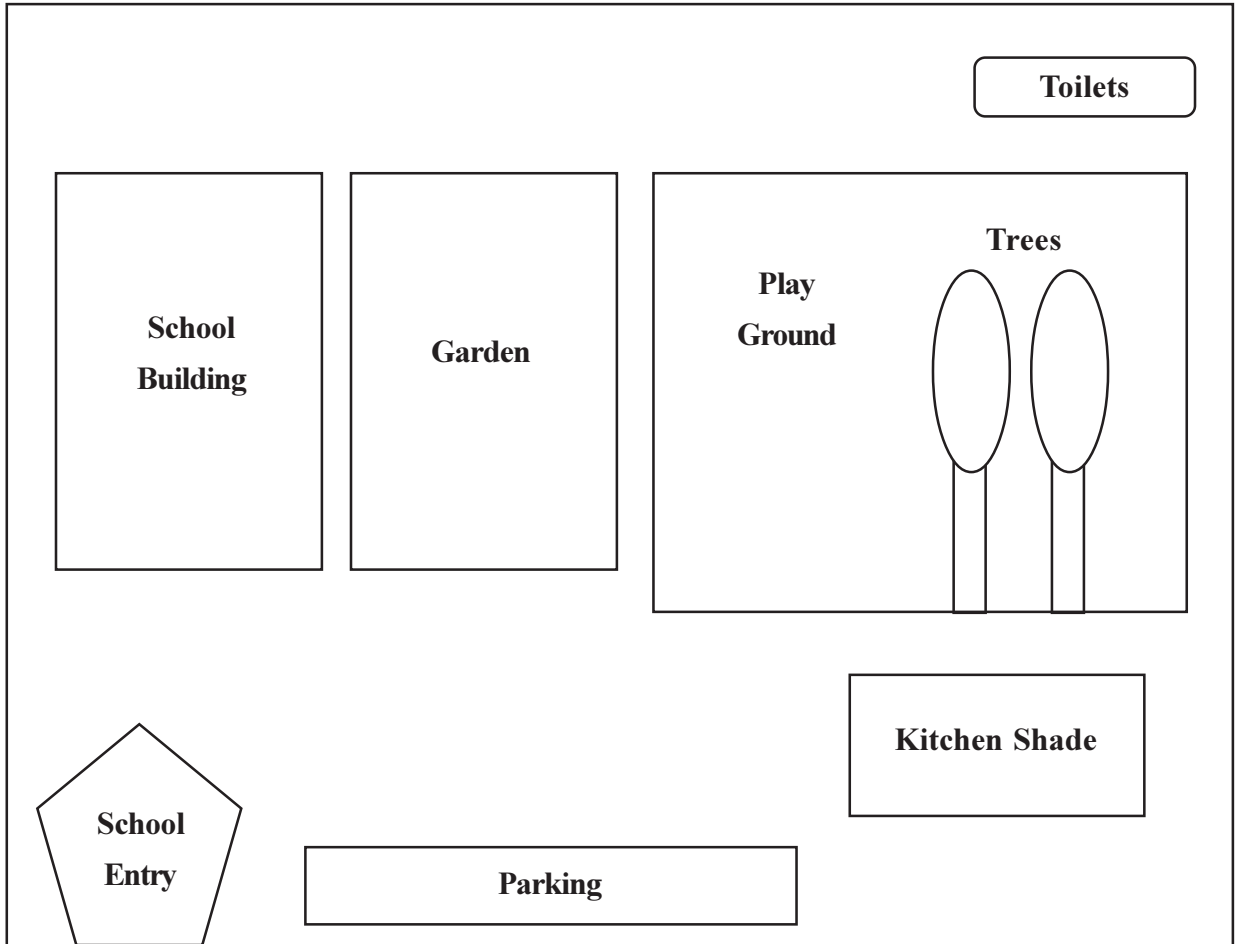 Toilets
Trees
Play
Ground
School
Building
Garden
Kitchen Shade
School
Entry
Parking